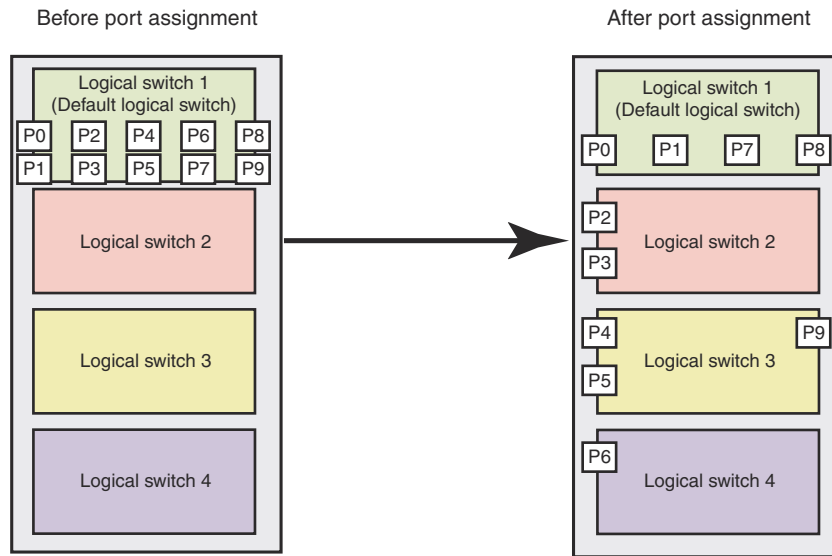 Before port assignment
Logical switch 1
(Default logical switch)
P0 P2 P4 P6 P8
P1 P3 P5 P7 P9
Logical switch 2
Logical switch 3
Logical switch 4
After port assignment
Logical switch 1
(Default logical switch)
P0 P1 P7 P8
P2
Logical switch 2
P3
P4 P9
Logical switch 3
P5
P6
Logical switch 4